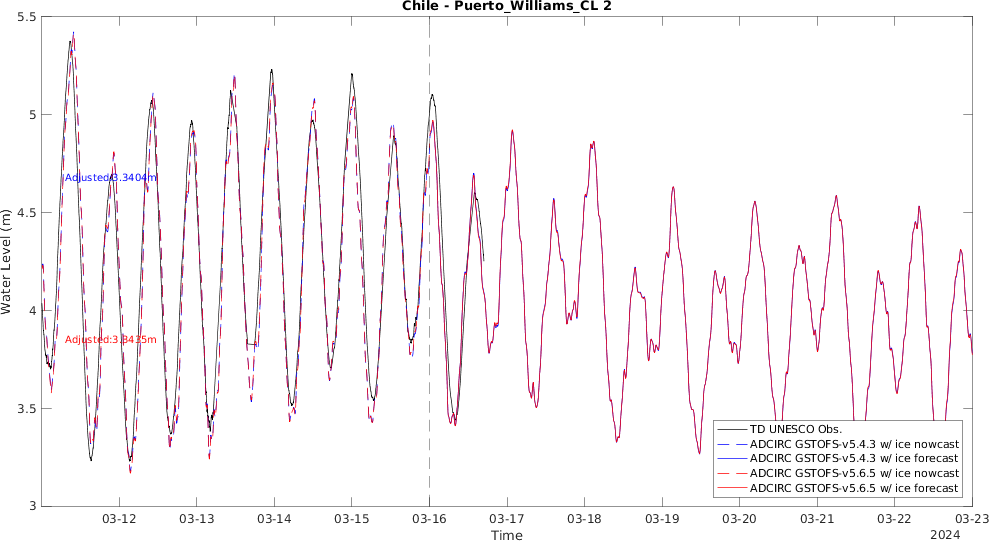 Chile - Puerto_Williams_CL 2
5.5
5
4.5
4
3.5
3
Water Level (m)
Adjusted:3.3404m
Adjusted:3.3435m
TD UNESCO Obs.
ADCIRC GSTOFS-v5.4.3 w/ ice nowcast
ADCIRC GSTOFS-v5.4.3 w/ ice forecast
ADCIRC GSTOFS-v5.6.5 w/ ice nowcast
ADCIRC GSTOFS-v5.6.5 w/ ice forecast
03-12 03-13 03-14 03-15 03-16 03-17 03-18 03-19 03-20 03-21 03-22 03-23
Time
2024